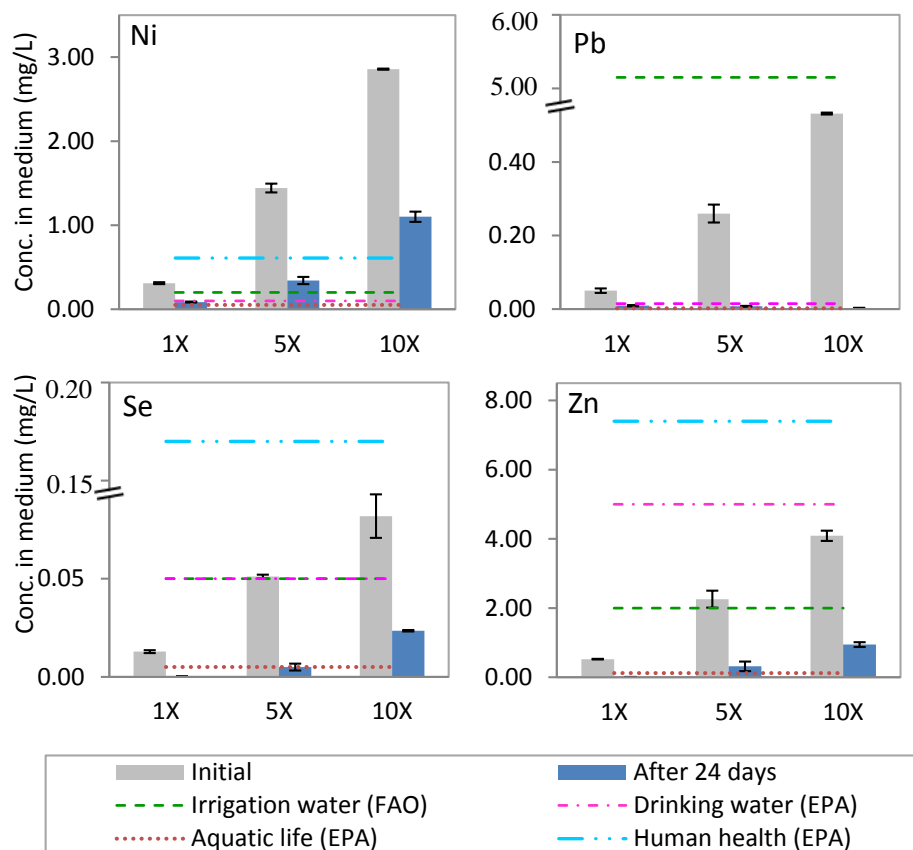 Ni
Conc. in medium (mg/L)
3.00
2.00
1.00
0.00
1X 5X 10X
Pb
6.00
5.00
0.40
0.20
0.00
1X 5X 10X
Se
Conc. in medium (mg/L)
0.20
0.15
0.05
0.00
1X 5X 10X
Zn
8.00
6.00
4.00
2.00
0.00
1X 5X 10X
Initial After 24 days
Irrigation water (FAO) Drinking water (EPA)
Aquatic life (EPA) Human health (EPA)